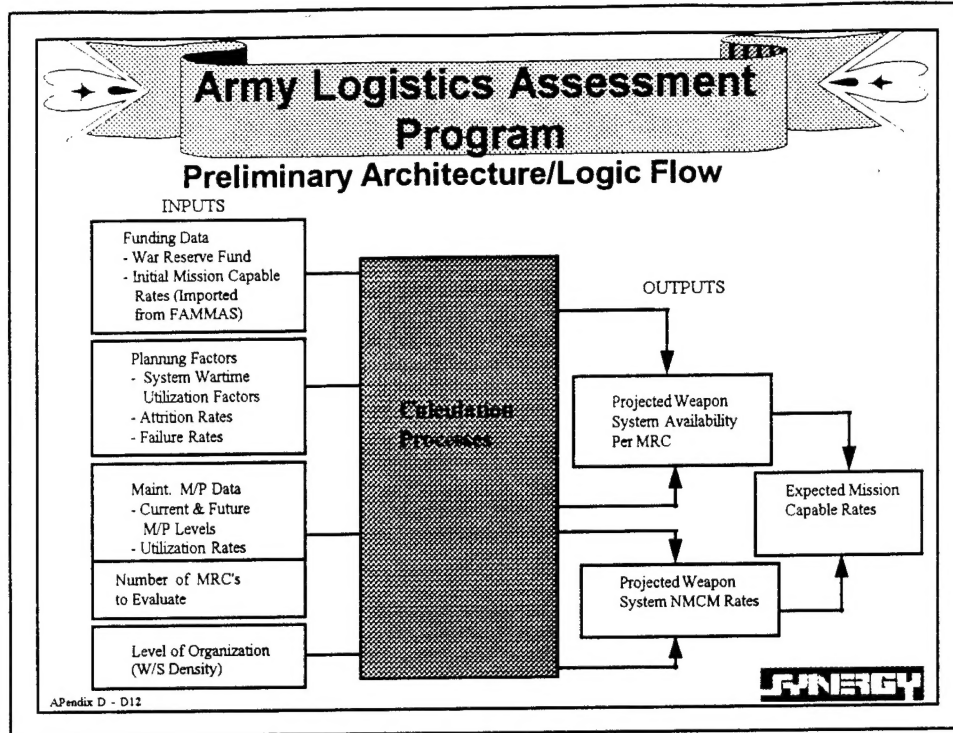 Army Logistics Assessment
Program
Preliminary Architecture/Logic Flow
INPUTS
Funding Data
- War Reserve Fund
- Initial Mission Capable
Rates (Imported
from FAMMAS)
Planning Factors
- System Wartime
Utilization Factors
- Attrition Rates
- Failure Rates
Maint. M/P Data
- Current & Future
M/P Levels
- Utilization Rates
Number of MRC's
to Evaluate
Level of Organization
(W/S Density)
Calculation
Processes
OUTPUTS
Projected Weapon
System Availability
Per MRC
Projected Weapon
System NMCM Rates
Expected Mission
Capable Rates
SYNERGY
APendix D - D12